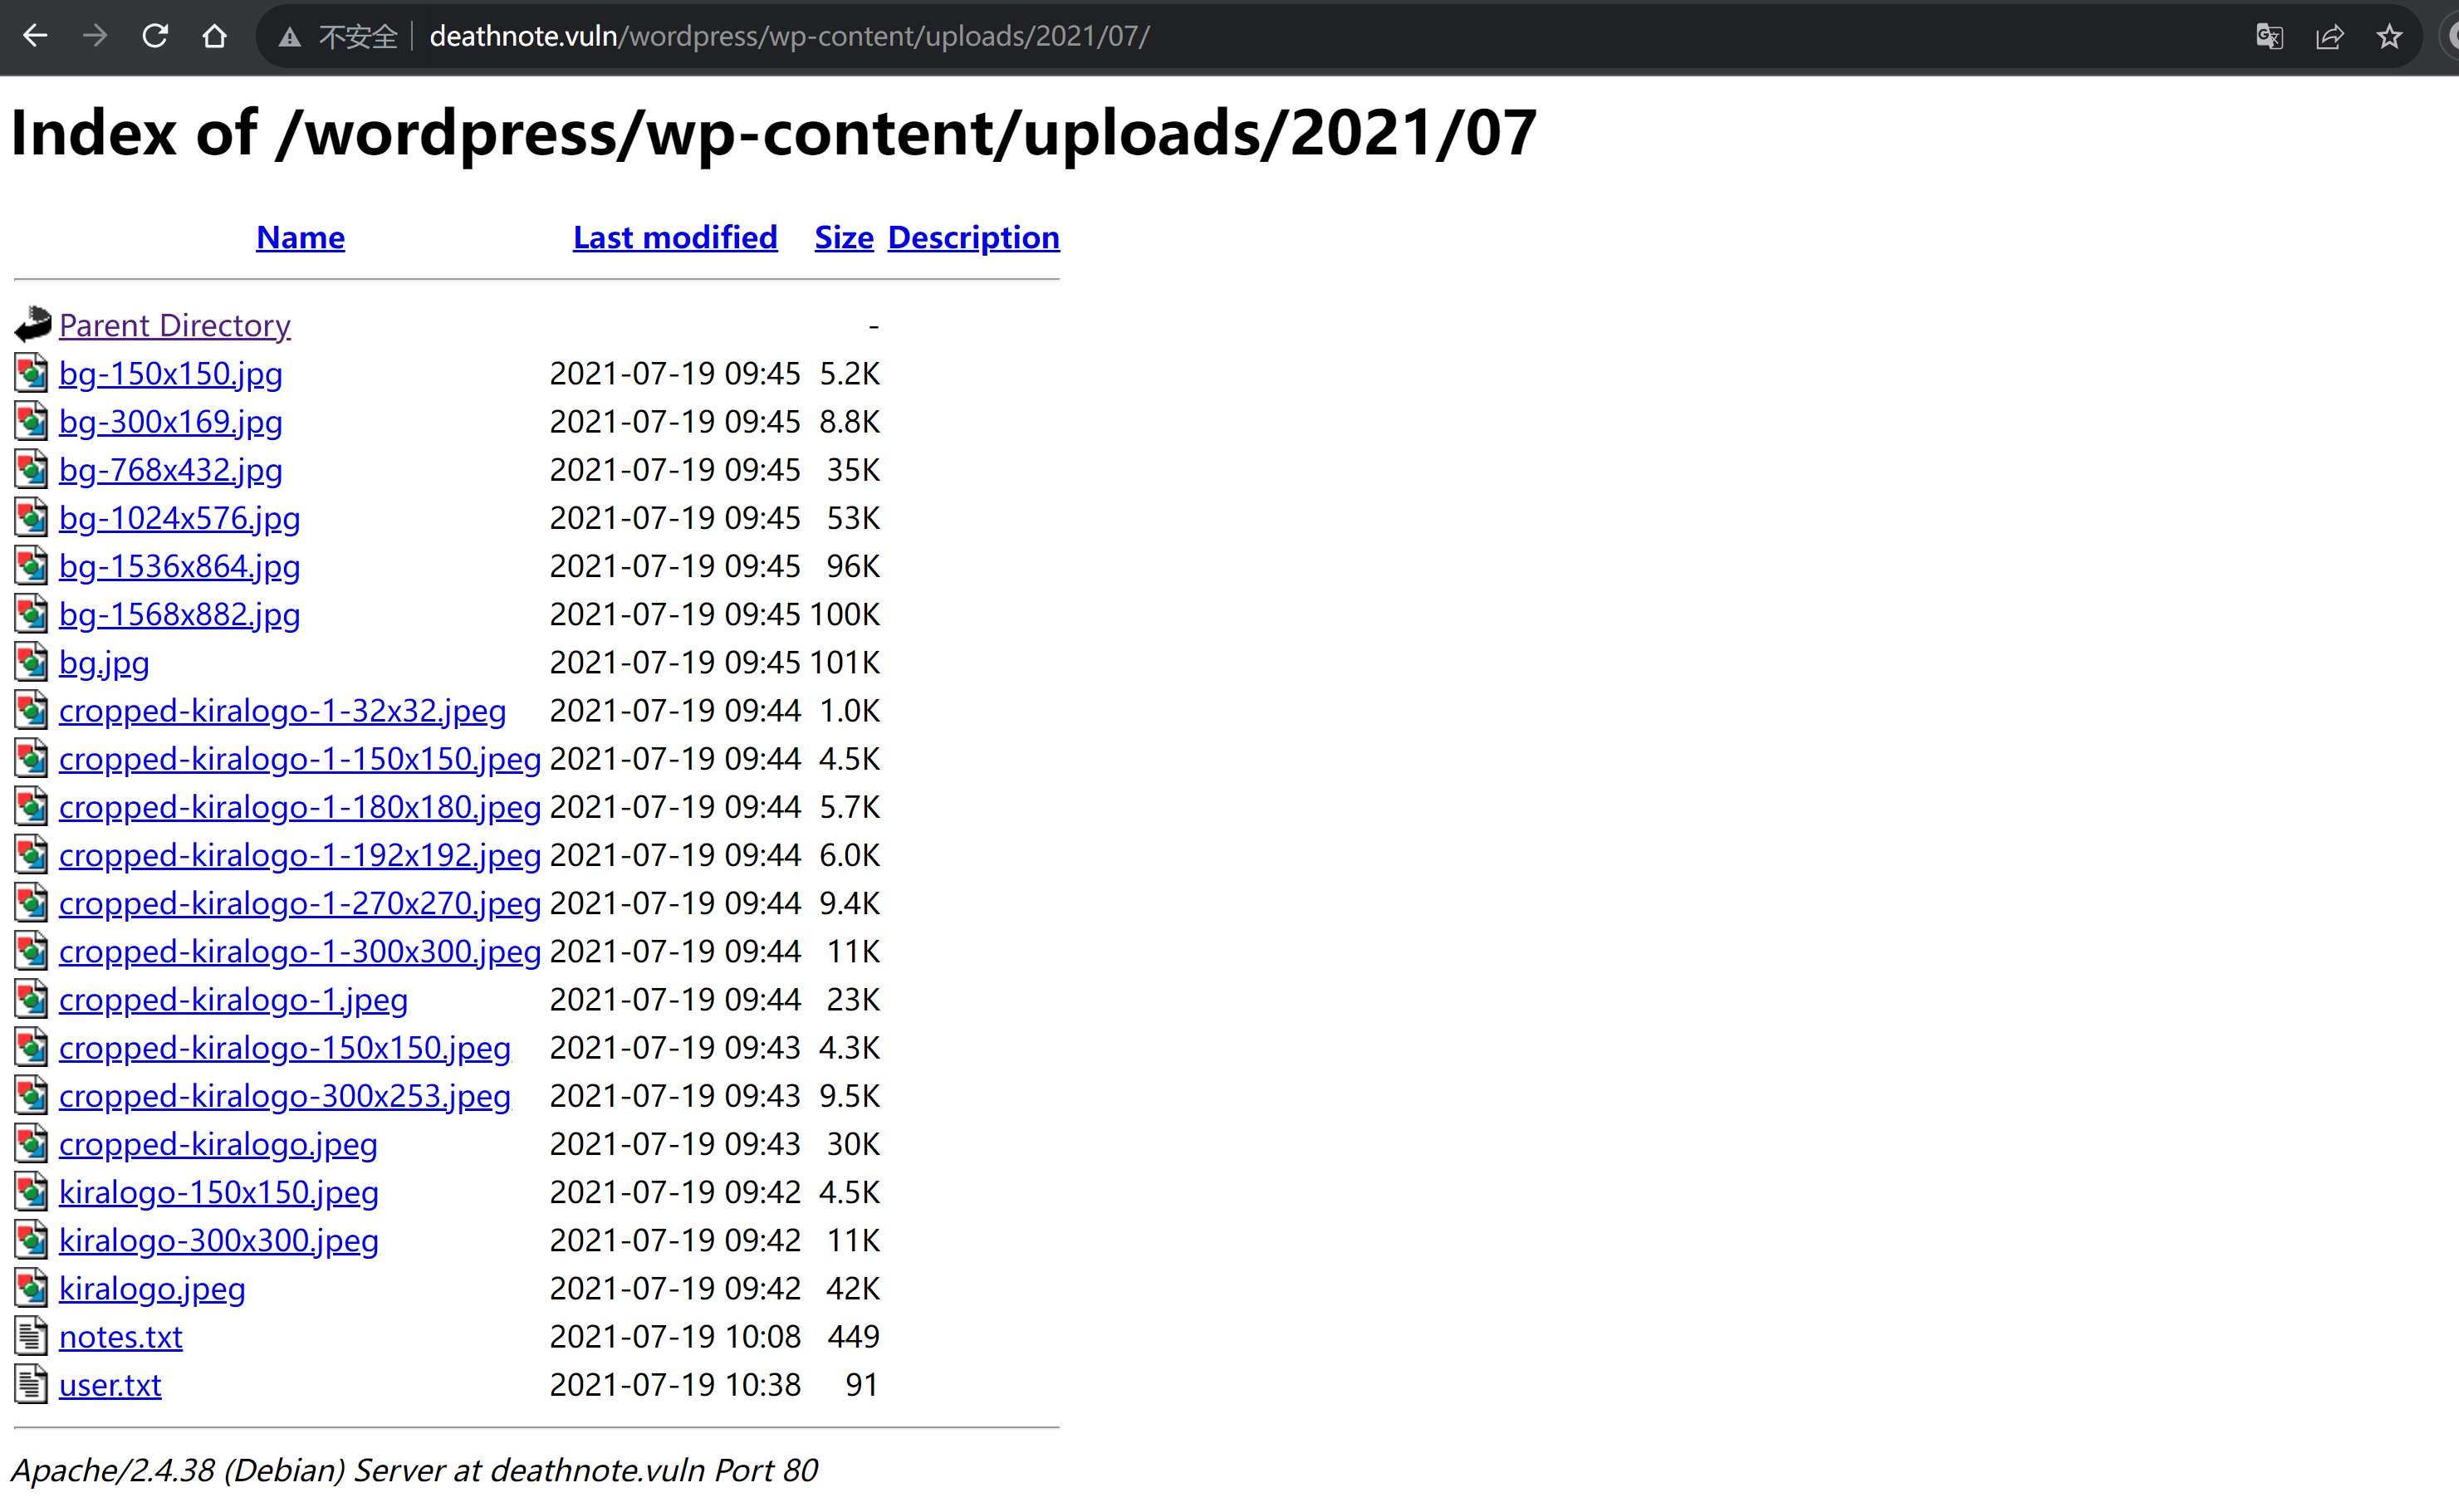 不安全 deathnote.vuln/wordpress/wp-content/uploads/2021/07/
Index of /wordpress/wp-content/uploads/2021/07
Name Last modified Size Description
Parent Directory -
bg-150x150.jpg 2021-07-19 09:45 5.2K
bg-300x169.jpg 2021-07-19 09:45 8.8K
bg-768x432.jpg 2021-07-19 09:45 35K
bg-1024x576.jpg 2021-07-19 09:45 53K
bg-1536x864.jpg 2021-07-19 09:45 96K
bg-1568x882.jpg 2021-07-19 09:45 100K
bg.jpg 2021-07-19 09:45 101K
cropped-kiralogo-1-32x32.jpeg 2021-07-19 09:44 1.0K
cropped-kiralogo-1-150x150.jpeg 2021-07-19 09:44 4.5K
cropped-kiralogo-1-180x180.jpeg 2021-07-19 09:44 5.7K
cropped-kiralogo-1-192x192.jpeg 2021-07-19 09:44 6.0K
cropped-kiralogo-1-270x270.jpeg 2021-07-19 09:44 9.4K
cropped-kiralogo-1-300x300.jpeg 2021-07-19 09:44 11K
cropped-kiralogo-1.jpeg 2021-07-19 09:44 23K
cropped-kiralogo-150x150.jpeg 2021-07-19 09:43 4.3K
cropped-kiralogo-300x253.jpeg 2021-07-19 09:43 9.5K
cropped-kiralogo.jpeg 2021-07-19 09:43 30K
kiralogo-150x150.jpeg 2021-07-19 09:42 4.5K
kiralogo-300x300.jpeg 2021-07-19 09:42 11K
kiralogo.jpeg 2021-07-19 09:42 42K
notes.txt 2021-07-19 10:08 449
user.txt 2021-07-19 10:38 91
Apache/2.4.38 (Debian) Server at deathnote.vuln Port 80